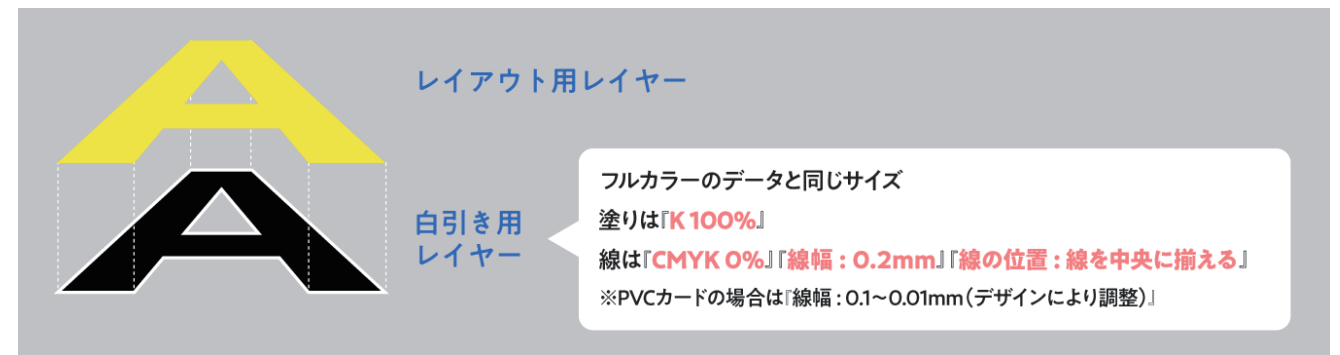 A
レイアウト用レイヤー
A
白引き用
レイヤー
フルカラーのデータと同じサイズ
塗りは『K 100%』
線は『CMYK 0%』『線幅：0.2mm』『線の位置：線を中央に揃える』
※PVCカードの場合は『線幅：0.1~0.01mm（デザインにより調整）』